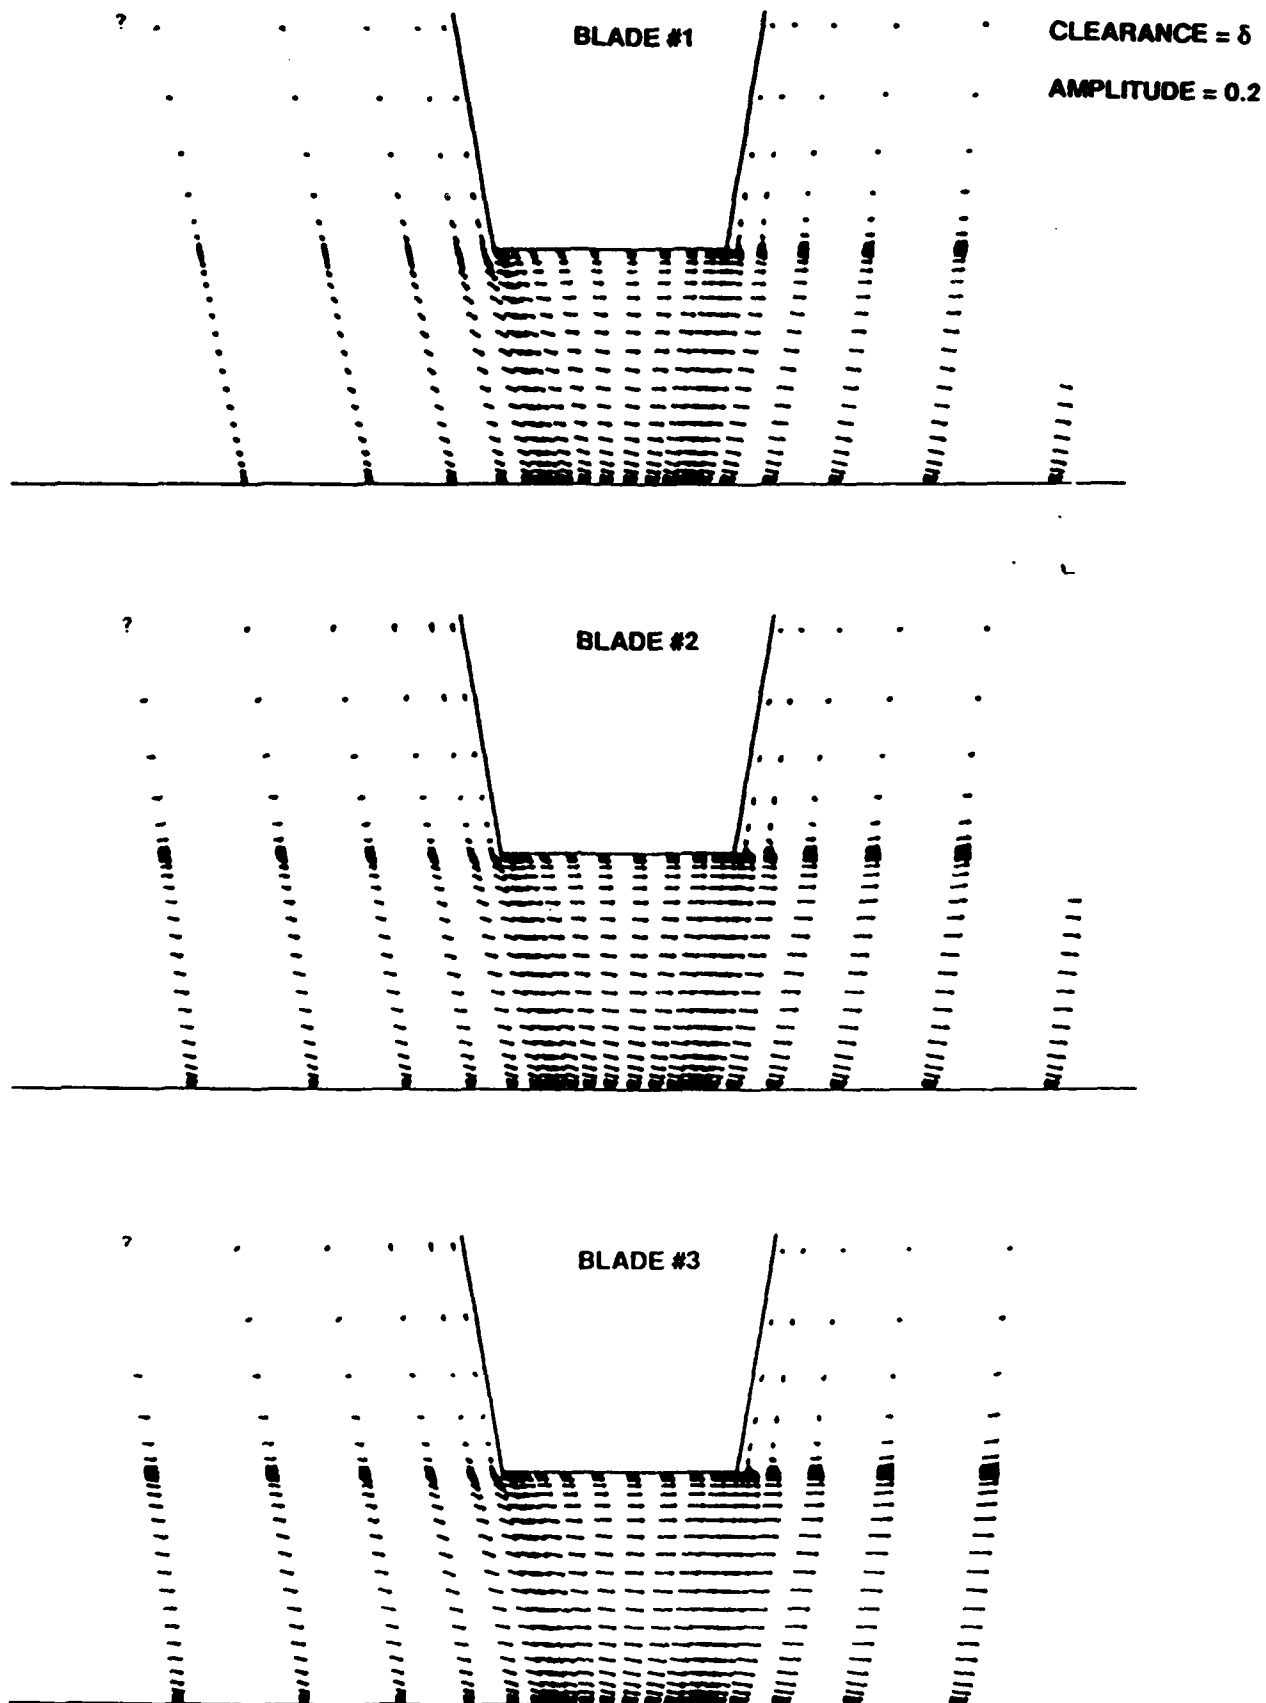 ?
BLADE #1
CLEARANCE = δ
AMPLITUDE = 0.2
?
BLADE #2
?
BLADE #3